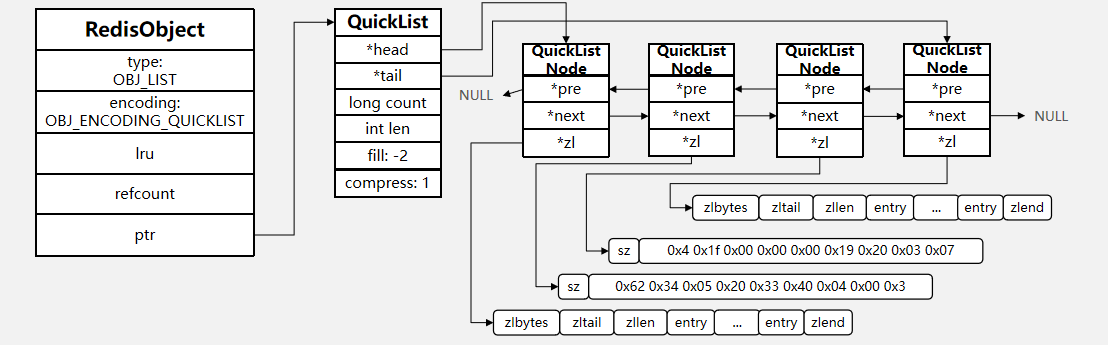 RedisObject
type:
OBJ_LIST
encoding:
OBJ_ENCODING_QUICKLIST
lru
refcount
ptr
QuickList
*head
*tail
long count
int len
fill: -2
compress: 1
NULL
QuickList
Node
*pre
*next
*zl
QuickList
Node
*pre
*next
*zl
QuickList
Node
*pre
*next
*zl
QuickList
Node
*pre
*next
*zl
NULL
zlbytes zltail zllen entry ... entry zlend
sz 0x4 0x1f 0x00 0x00 0x00 0x19 0x20 0x03 0x07
sz 0x62 0x34 0x05 0x20 0x33 0x40 0x04 0x00 0x3
zlbytes zltail zllen entry ... entry zlend